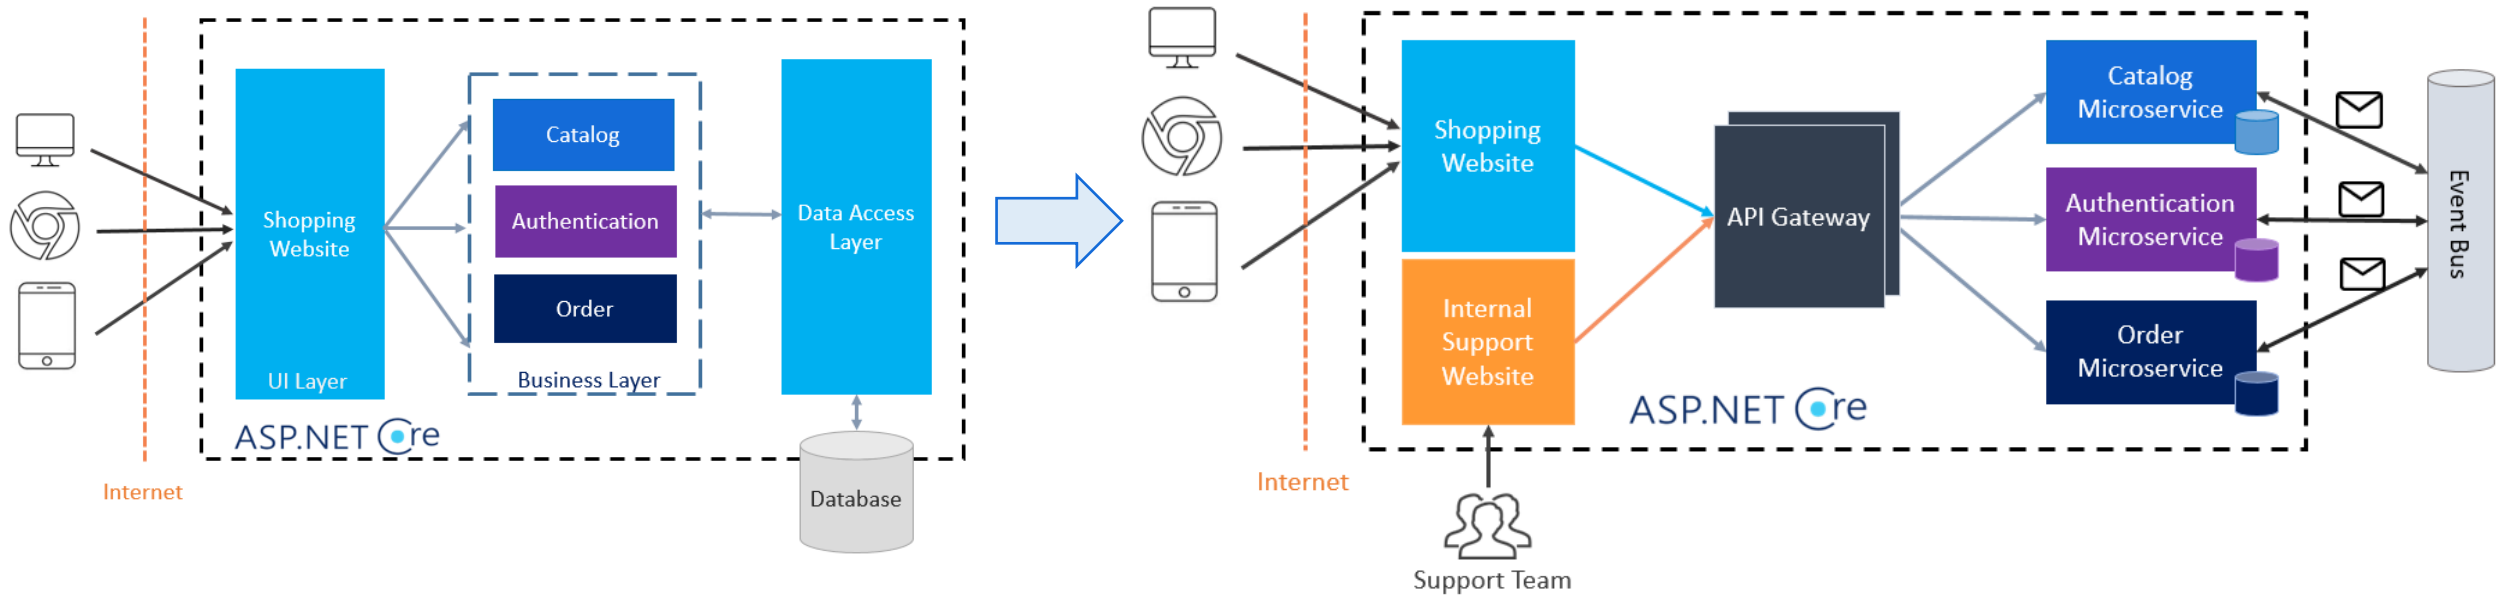 Shopping
Website
UI Layer
Catalog
Authentication
Order
Business Layer
Data Access
Layer
ASP.NET Core
Internet
Database
Shopping
Website
Internal
Support
Website
API Gateway
Catalog
Microservice
Authentication
Microservice
Order
Microservice
Event Bus
ASP.NET Core
Internet
Support Team